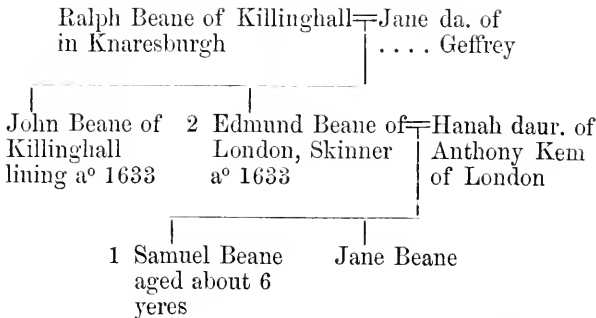 Ralph Beane of Killinghall=Jane da. of
in Knaresburgh .... Geffrey
John Beane of 2 Edmund Beane of=Hanah daur. of
Killinghall London, Skinner Anthony Kem
lining aº 1633 aº 1633 of London
1 Samuel Beane Jane Beane
aged about 6
yeres